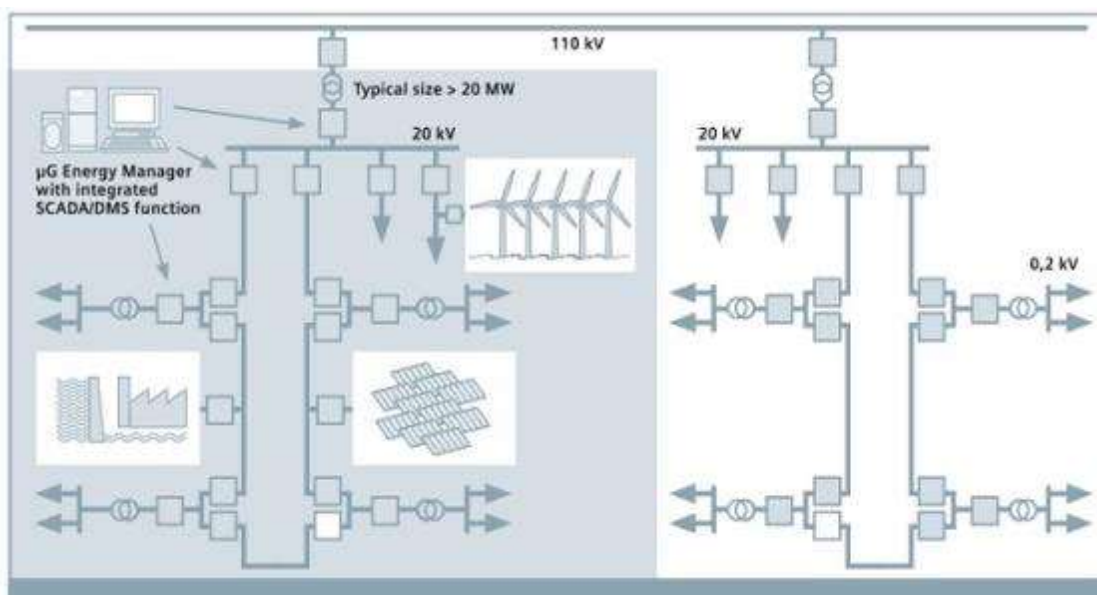 110 kV
Typical size > 20 MW
20 kV
20 kV
µG Energy Manager
with integrated
SCADA/DMS function
0,2 kV